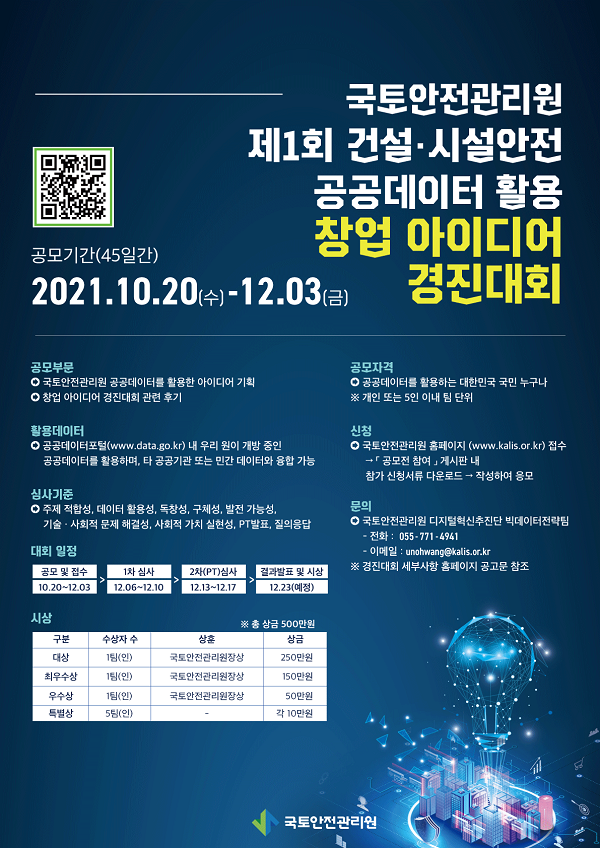 국토안전관리원
제1회 건설·시설안전
공공데이터 활용
창업 아이디어
경진대회
공모기간(45일간)
2021.10.20(수)-12.03(금)
공모부문
국토안전관리원 공공데이터를 활용한 아이디어 기획
창업 아이디어 경진대회 관련 후기
활용데이터
공공데이터포털(www.data.go.kr) 내 우리 원이 개방 중인
공공데이터를 활용하며, 타 공공기관 또는 민간 데이터와 융합 가능
심사기준
주제 적합성, 데이터 활용성, 독창성, 구체성, 발전 가능성,
기술·사회적 문제 해결성, 사회적 가치 실현성, PT발표, 질의응답
대회 일정
공모 및 접수 > 1차 심사 > 2차(PT)심사 > 결과발표 및 시상
10.20~12.03 12.06~12.10 12.13~12.17 12.23(예정)
시상
※ 총 상금 500만원
구분 수상자 수 상훈 상금
대상 1팀(인) 국토안전관리원장상 250만원
최우수상 1팀(인) 국토안전관리원장상 150만원
우수상 1팀(인) 국토안전관리원장상 50만원
특별상 5팀(인) - 각 10만원
공모자격
공공데이터를 활용하는 대한민국 국민 누구나
※ 개인 또는 5인 이내 팀 단위
신청
국토안전관리원 홈페이지 (www.kalis.or.kr) 접수
→「 공모전 참여 」 게시판 내
참가 신청서류 다운로드 → 작성하여 응모
문의
국토안전관리원 디지털혁신추진단 빅데이터전략팀
- 전화 : 055-771-4941
- 이메일 : unohwang@kalis.or.kr
※ 경진대회 세부사항 홈페이지 공고문 참조
국토안전관리원